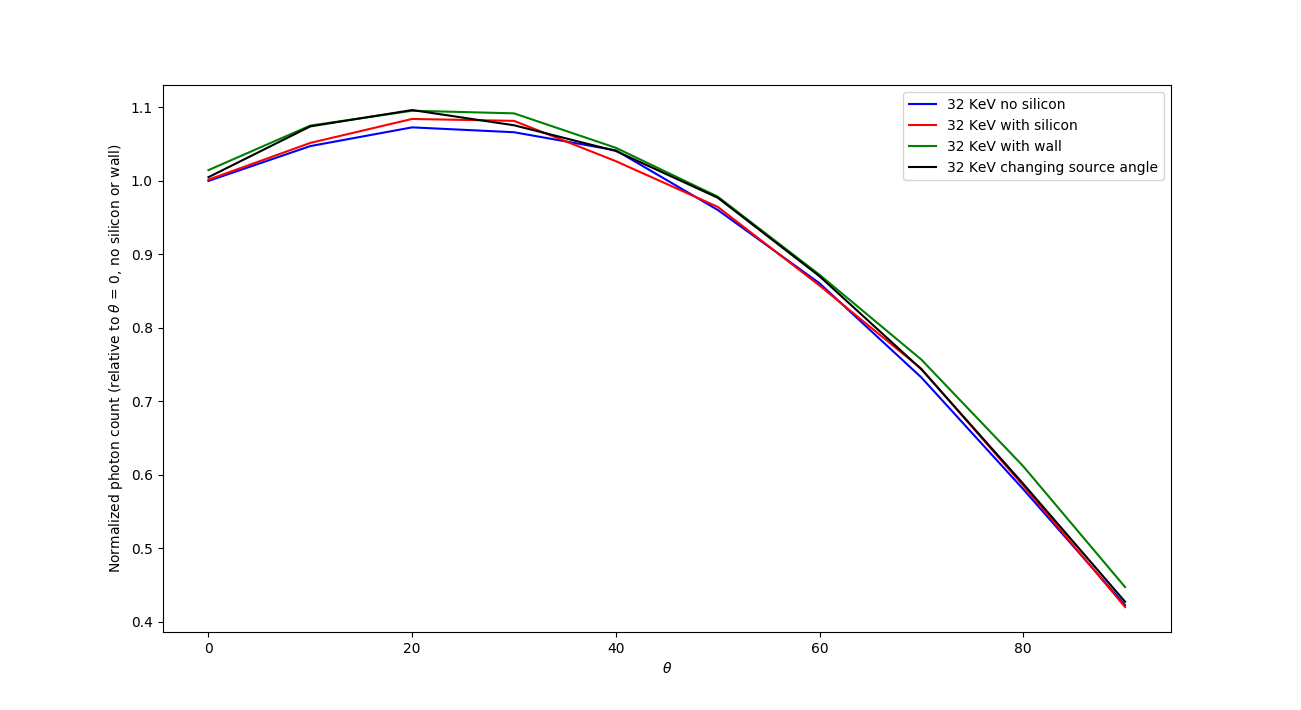 32 KeV no silicon
32 KeV with silicon
32 KeV with wall
32 KeV changing source angle
Normalized photon count (relative to θ = 0, no silicon or wall)
1.1
1.0
0.9
0.8
0.7
0.6
0.5
0.4
0 20 40 60 80
θ